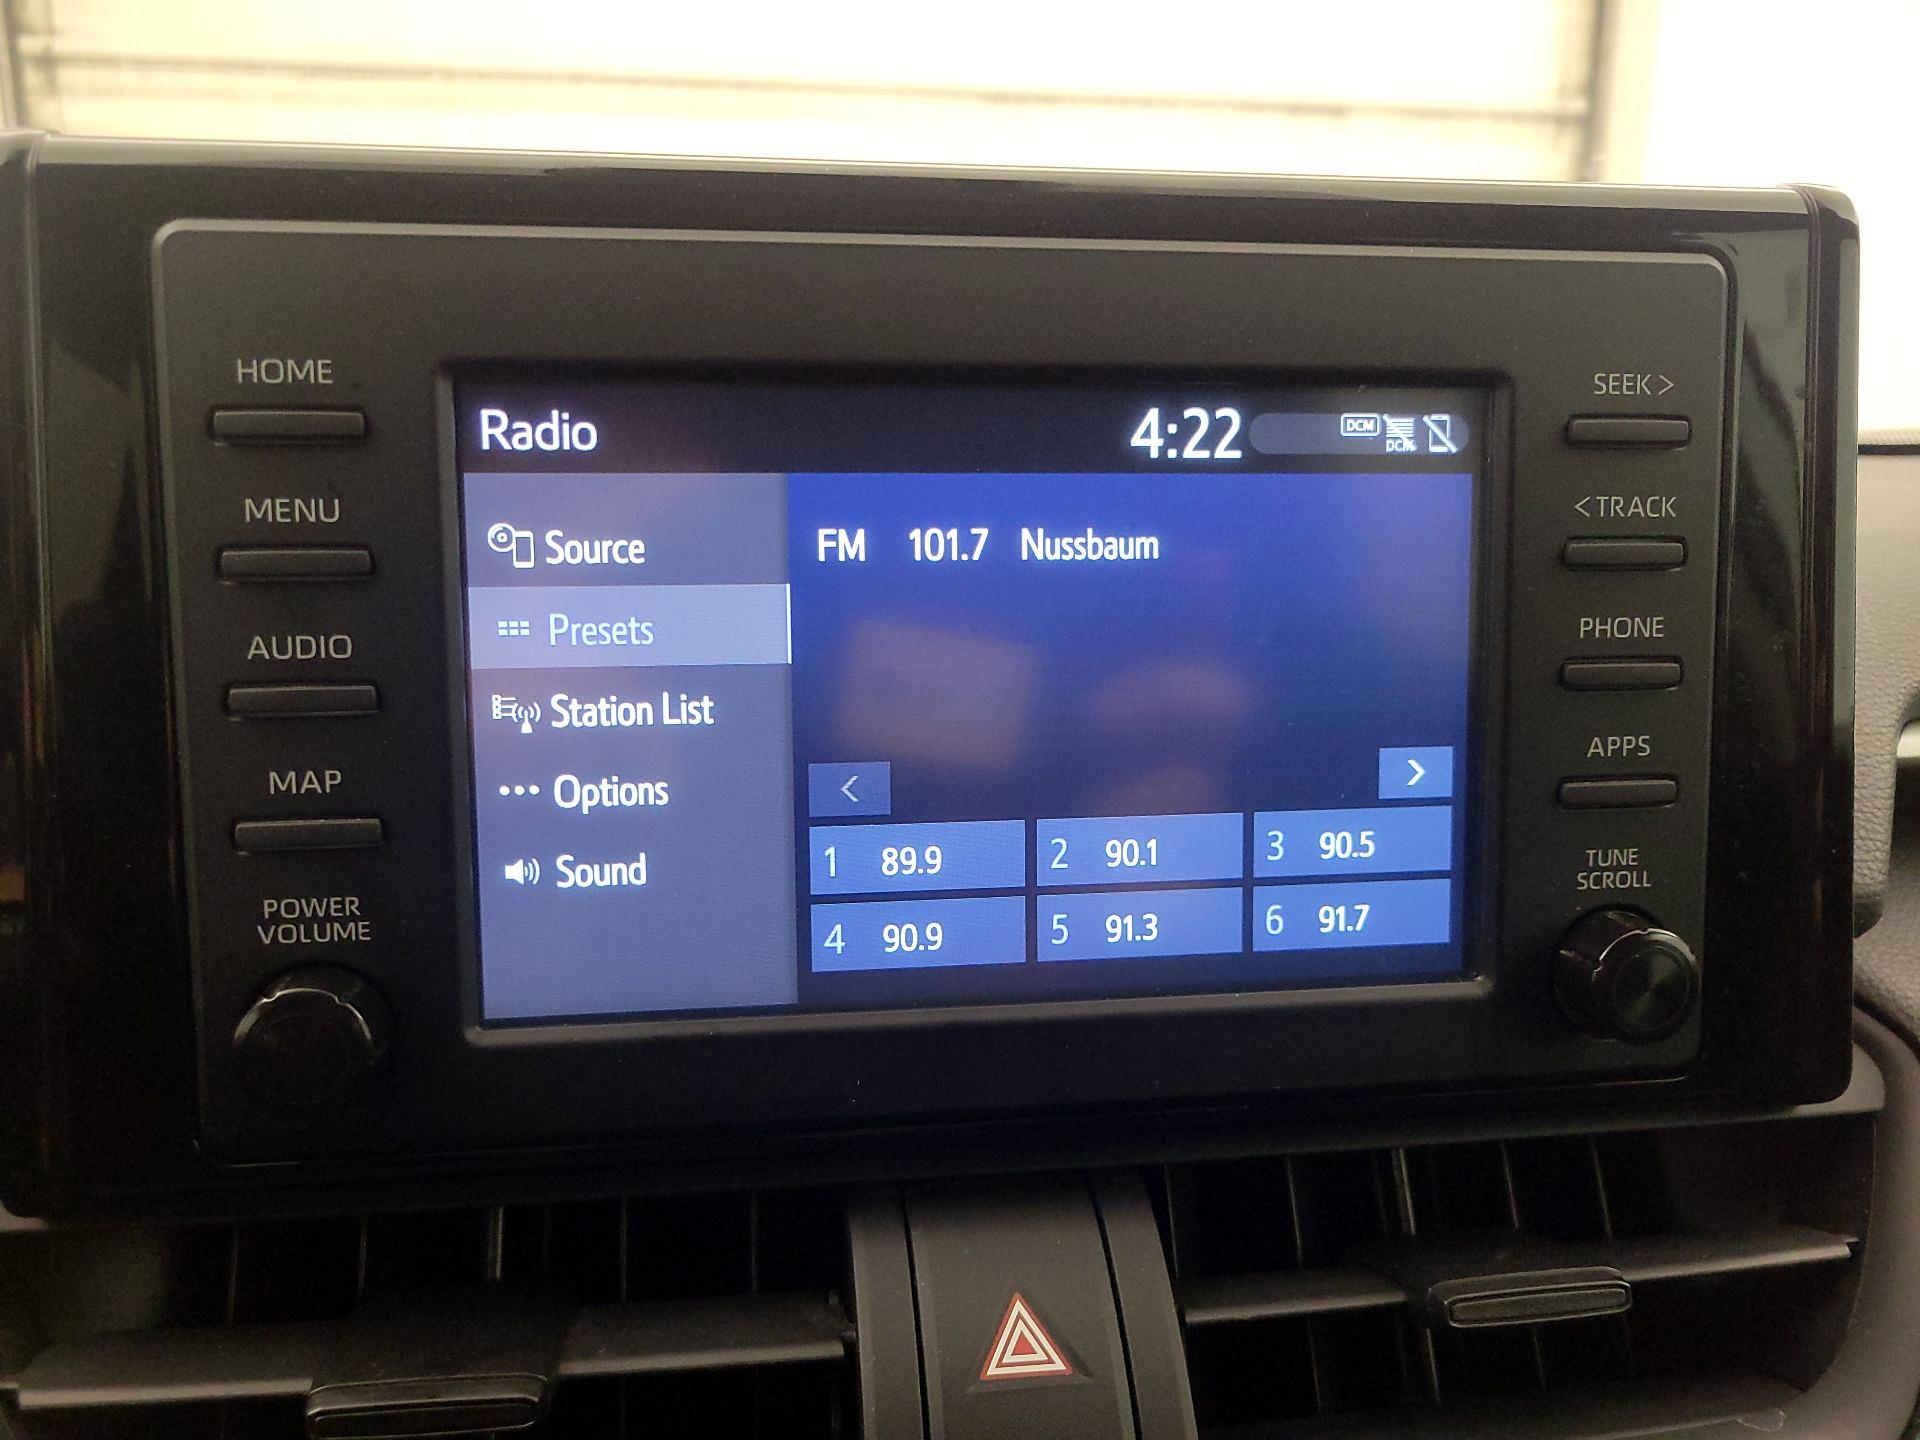 HOME
MENU
AUDIO
MAP
POWER
VOLUME
Radio
4:22
DCM
DCM
Source
Presets
Station List
Options
Sound
FM 101.7 Nussbaum
<
>
1 89.9
2 90.1
3 90.5
4 90.9
5 91.3
6 91.7
SEEK >
< TRACK
PHONE
APPS
TUNE
SCROLL